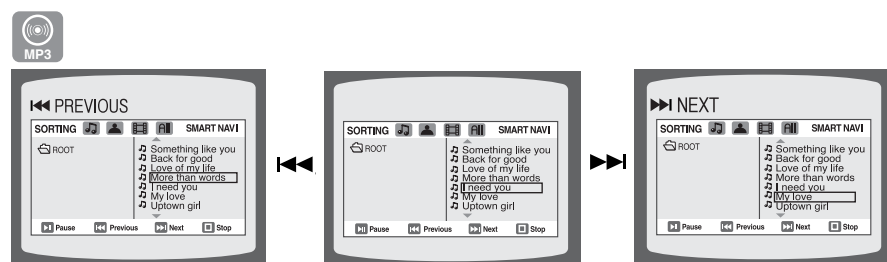 MP3
⏮ PREVIOUS
SORTING All SMART NAVI
ROOT
Something like you
Back for good
Love of my life
More than words
I need you
My love
Uptown girl
Pause Previous Next Stop
SORTING All SMART NAVI
ROOT
Something like you
Back for good
Love of my life
More than words
I need you
My love
Uptown girl
Pause Previous Next Stop
⏭ NEXT
SORTING All SMART NAVI
ROOT
Something like you
Back for good
Love of my life
More than words
I need you
My love
Uptown girl
Pause Previous Next Stop